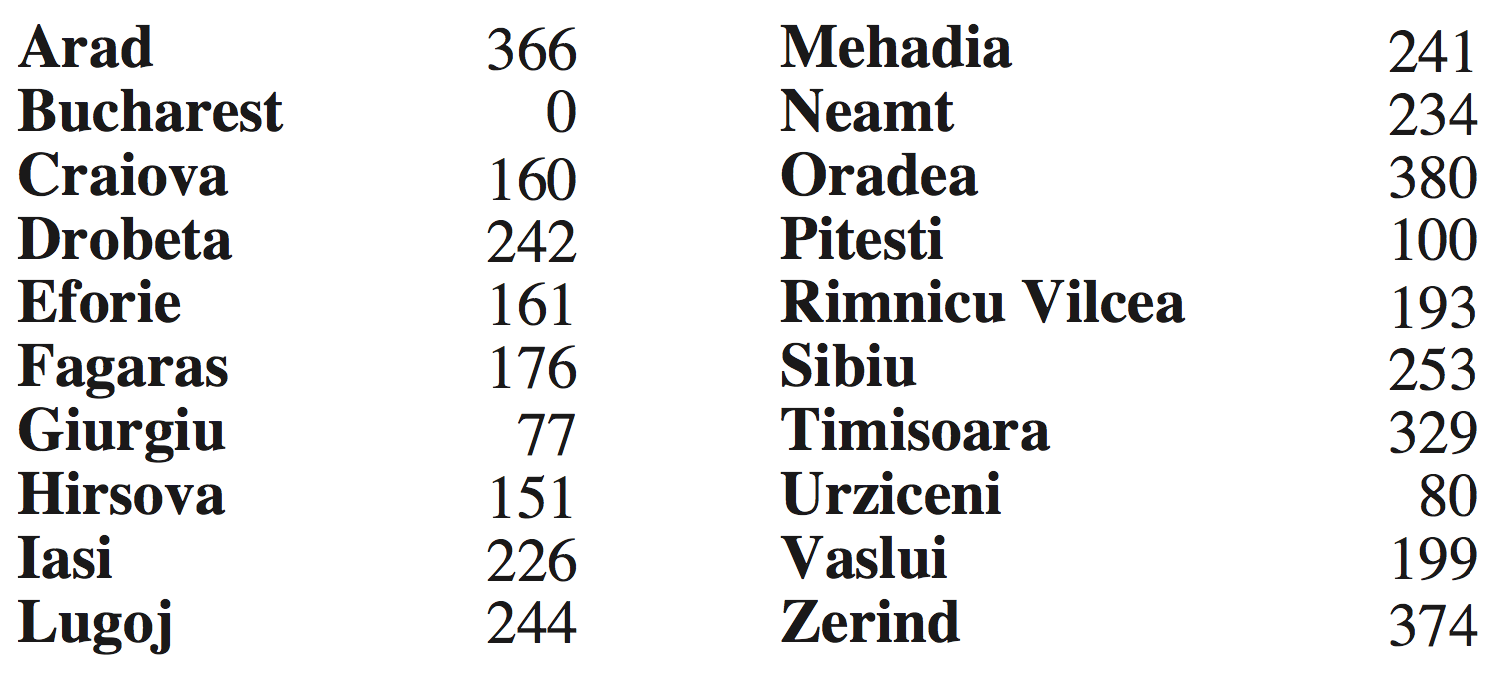 Arad 366 Mehadia 241
Bucharest 0 Neamt 234
Craiova 160 Oradea 380
Drobeta 242 Pitesti 100
Eforie 161 Rimnicu Vilcea 193
Fagaras 176 Sibiu 253
Giurgiu 77 Timisoara 329
Hirsova 151 Urziceni 80
Iasi 226 Vaslui 199
Lugoj 244 Zerind 374